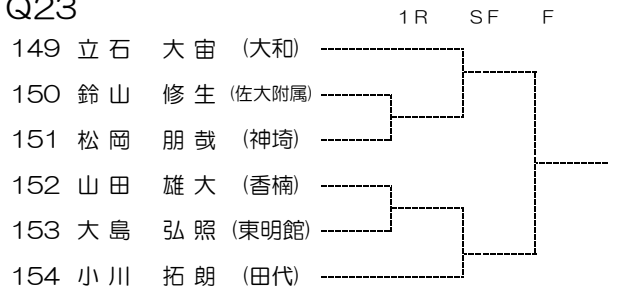 Q23
1R SF F
149 立石 大宙 (大和)
150 鈴山 修生 (佐大附属)
151 松岡 朋哉 (神埼)
152 山田 雄大 (香楠)
153 大島 弘照 (東明館)
154 小川 拓朗 (田代)